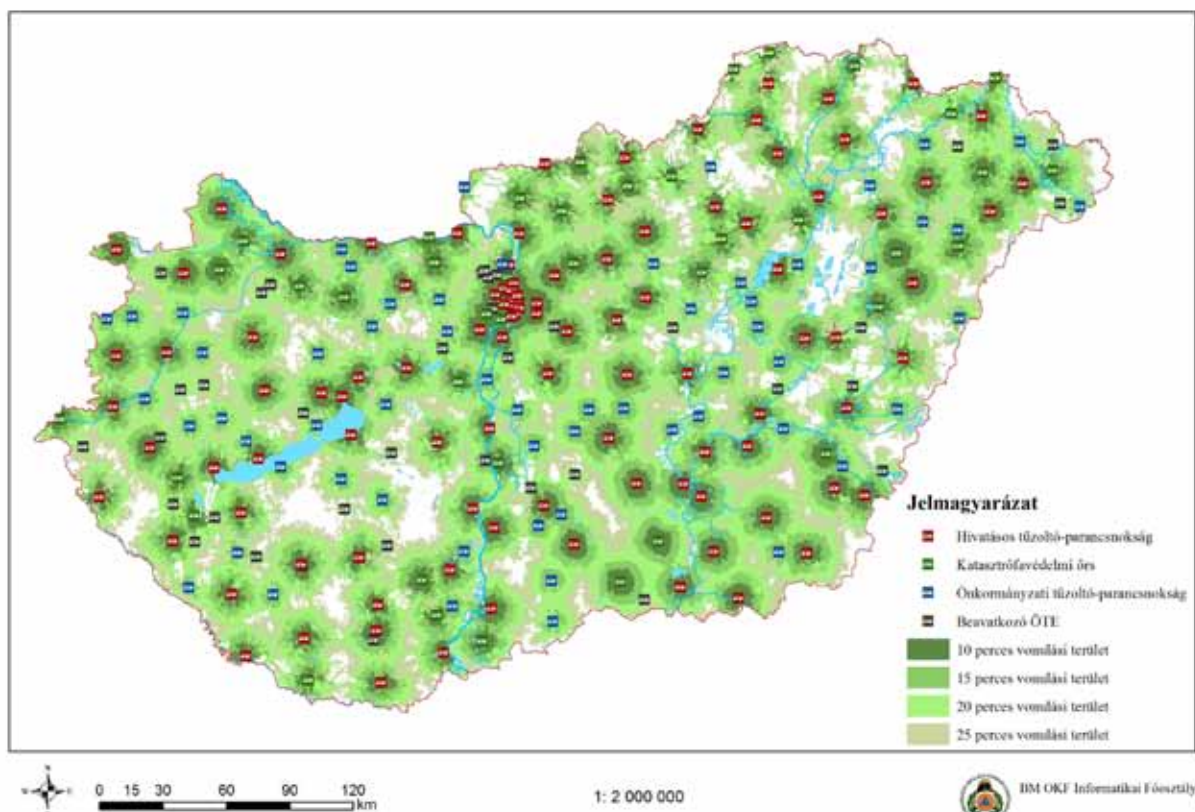 Jelmagyarázat
Hivatásos tűzoltó-parancsnokság
Katasztrófavédelmi őrs
Önkormányzati tűzoltó-parancsnokság
Beavatkozó ÖTE
10 perces vonulási terület
15 perces vonulási terület
20 perces vonulási terület
25 perces vonulási terület
0 15 30 60 90 120
km
1: 2 000 000
BM OKF Informatikai Főosztály